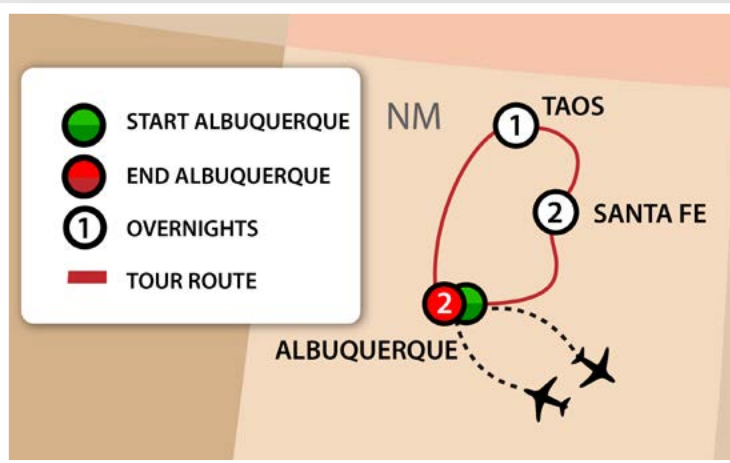 START ALBUQUERQUE
END ALBUQUERQUE
1 OVERNIGHTS
TOUR ROUTE
NM
1 TAOS
2 SANTA FE
2
ALBUQUERQUE